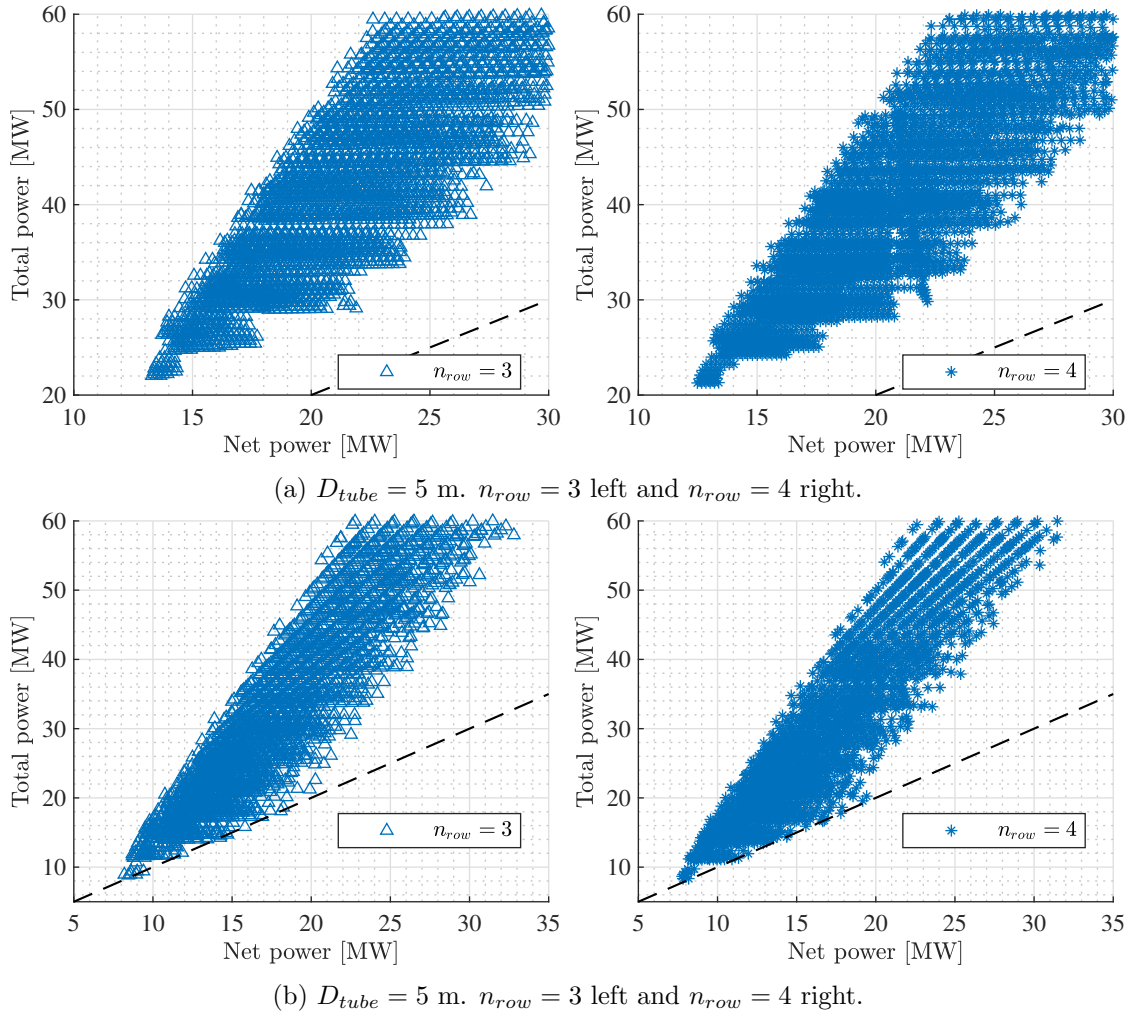 60
50
40
30
20
10 15 20 25 30
Total power [MW]
Net power [MW]
n_row = 3
60
50
40
30
20
10 15 20 25 30
Total power [MW]
Net power [MW]
n_row = 4
(a) D_tube = 5 m. n_row = 3 left and n_row = 4 right.
60
50
40
30
20
10
5 10 15 20 25 30 35
Total power [MW]
Net power [MW]
n_row = 3
60
50
40
30
20
10
5 10 15 20 25 30 35
Total power [MW]
Net power [MW]
n_row = 4
(b) D_tube = 5 m. n_row = 3 left and n_row = 4 right.